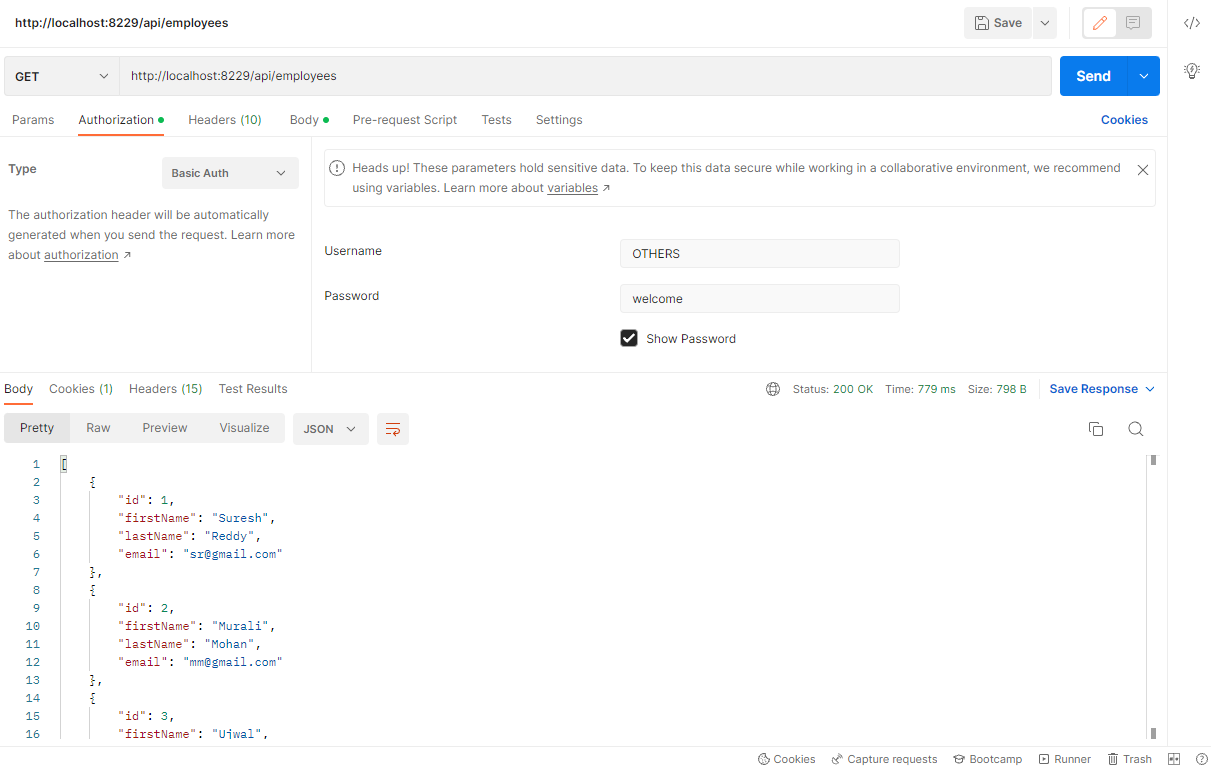 http://localhost:8229/api/employees
Save
GET
http://localhost:8229/api/employees
Send
Params
Authorization
Headers (10)
Body
Pre-request Script
Tests
Settings
Cookies
Type
Basic Auth
The authorization header will be automatically
generated when you send the request. Learn more
about authorization ↗
Heads up! These parameters hold sensitive data. To keep this data secure while working in a collaborative environment, we recommend
using variables. Learn more about variables ↗
Username
OTHERS
Password
welcome
Show Password
Body
Cookies (1)
Headers (15)
Test Results
Status: 200 OK
Time: 779 ms
Size: 798 B
Save Response
Pretty
Raw
Preview
Visualize
JSON
1 [
2 {
3 "id": 1,
4 "firstName": "Suresh",
5 "lastName": "Reddy",
6 "email": "sr@gmail.com"
7 },
8 {
9 "id": 2,
10 "firstName": "Murali",
11 "lastName": "Mohan",
12 "email": "mm@gmail.com"
13 },
14 {
15 "id": 3,
16 "firstName": "Ujwal",
Cookies
Capture requests
Bootcamp
Runner
Trash